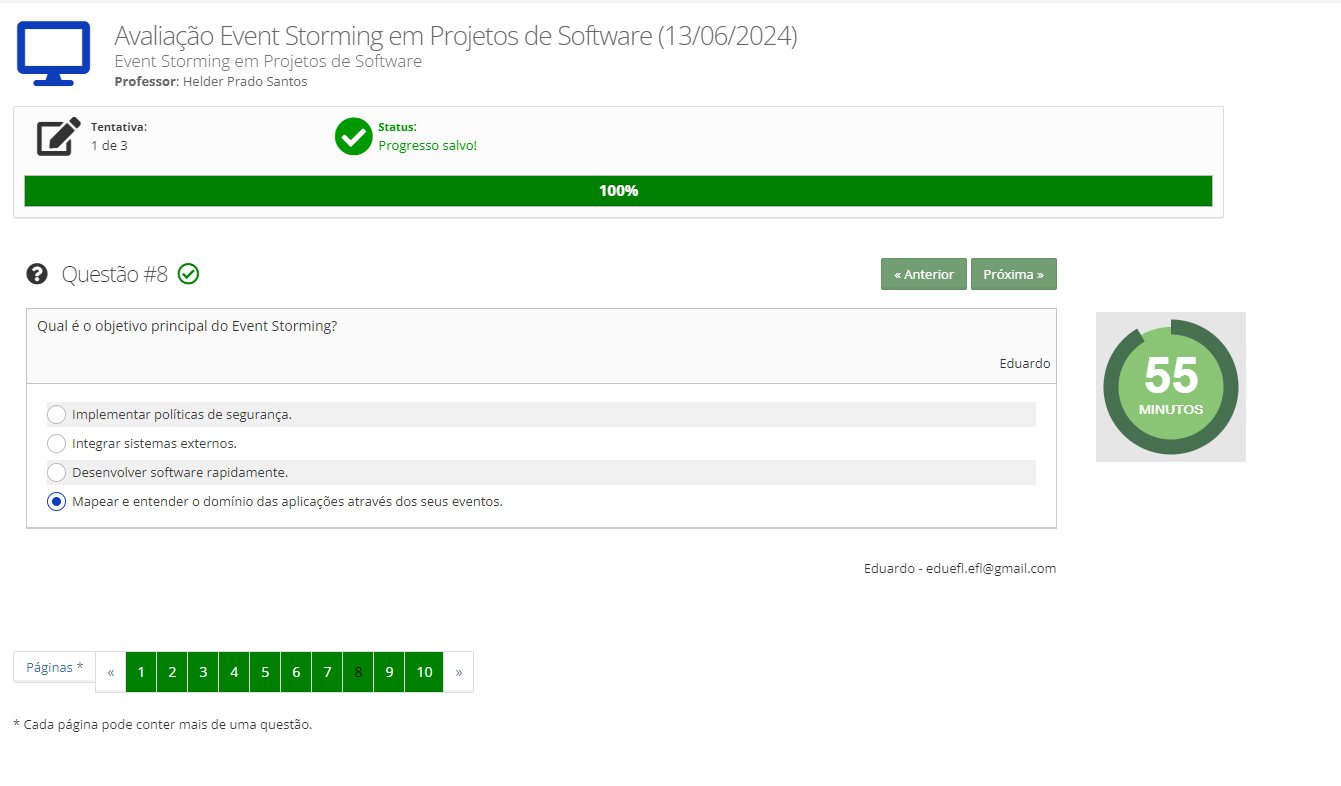 Avaliação Event Storming em Projetos de Software (13/06/2024)
Event Storming em Projetos de Software
Professor: Helder Prado Santos
Tentativa:
1 de 3
Status:
Progresso salvo!
100%
Questão #8
« Anterior
Próxima »
Qual é o objetivo principal do Event Storming?
Eduardo
Implementar políticas de segurança.
Integrar sistemas externos.
Desenvolver software rapidamente.
Mapear e entender o domínio das aplicações através dos seus eventos.
55
MINUTOS
Eduardo - eduefl.efl@gmail.com
Páginas * « 1 2 3 4 5 6 7 8 9 10 »
* Cada página pode conter mais de uma questão.